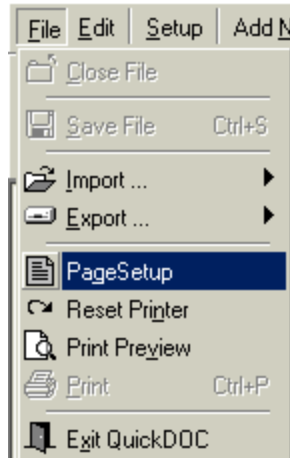 File Edit Setup Add N
Close File
Save File Ctrl+S
Import ...
Export ...
PageSetup
Reset Printer
Print Preview
Print Ctrl+P
Exit QuickDOC